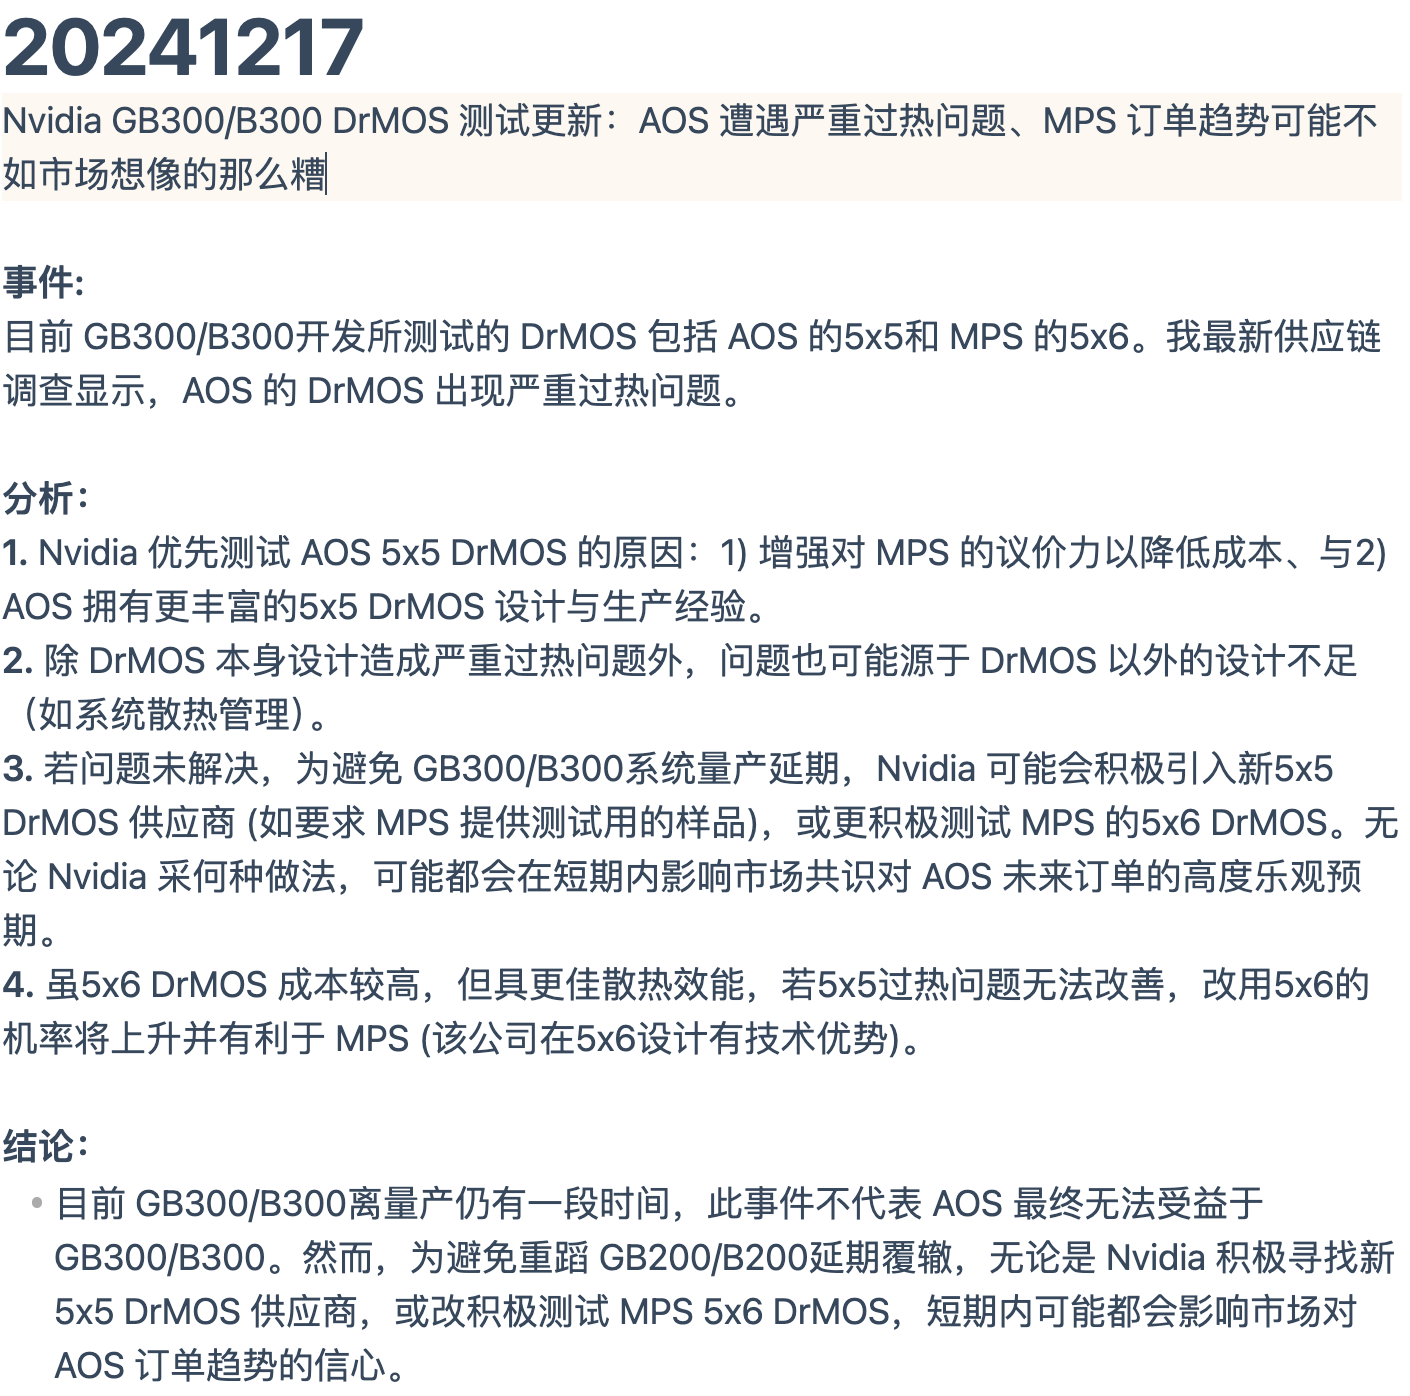 20241217
Nvidia GB300/B300 DrMOS 测试更新：AOS 遭遇严重过热问题、MPS 订单趋势可能不
如市场想像的那么糟
事件:
目前 GB300/B300开发所测试的 DrMOS 包括 AOS 的5x5和 MPS 的5x6。我最新供应链
调查显示，AOS 的 DrMOS 出现严重过热问题。
分析：
1. Nvidia 优先测试 AOS 5x5 DrMOS 的原因：1) 增强对 MPS 的议价力以降低成本、与2)
AOS 拥有更丰富的5x5 DrMOS 设计与生产经验。
2. 除 DrMOS 本身设计造成严重过热问题外，问题也可能源于 DrMOS 以外的设计不足
（如系统散热管理）。
3. 若问题未解决，为避免 GB300/B300系统量产延期，Nvidia 可能会积极引入新5x5
DrMOS 供应商 (如要求 MPS 提供测试用的样品)，或更积极测试 MPS 的5x6 DrMOS。无
论 Nvidia 采何种做法，可能都会在短期内影响市场共识对 AOS 未来订单的高度乐观预
期。
4. 虽5x6 DrMOS 成本较高，但具更佳散热效能，若5x5过热问题无法改善，改用5x6的
机率将上升并有利于 MPS (该公司在5x6设计有技术优势)。
结论：
• 目前 GB300/B300离量产仍有一段时间，此事件不代表 AOS 最终无法受益于
GB300/B300。然而，为避免重蹈 GB200/B200延期覆辙，无论是 Nvidia 积极寻找新
5x5 DrMOS 供应商，或改积极测试 MPS 5x6 DrMOS，短期内可能都会影响市场对
AOS 订单趋势的信心。